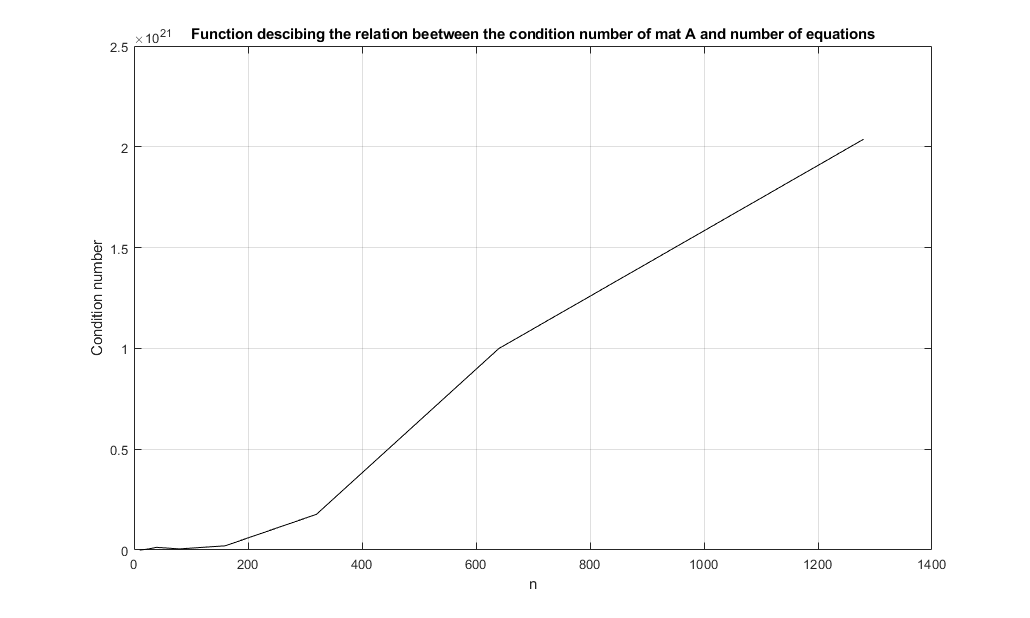 Function descibing the relation beetween the condition number of mat A and number of equations
×10^21
2.5
2
1.5
1
0.5
0
Condition number
0 200 400 600 800 1000 1200 1400
n